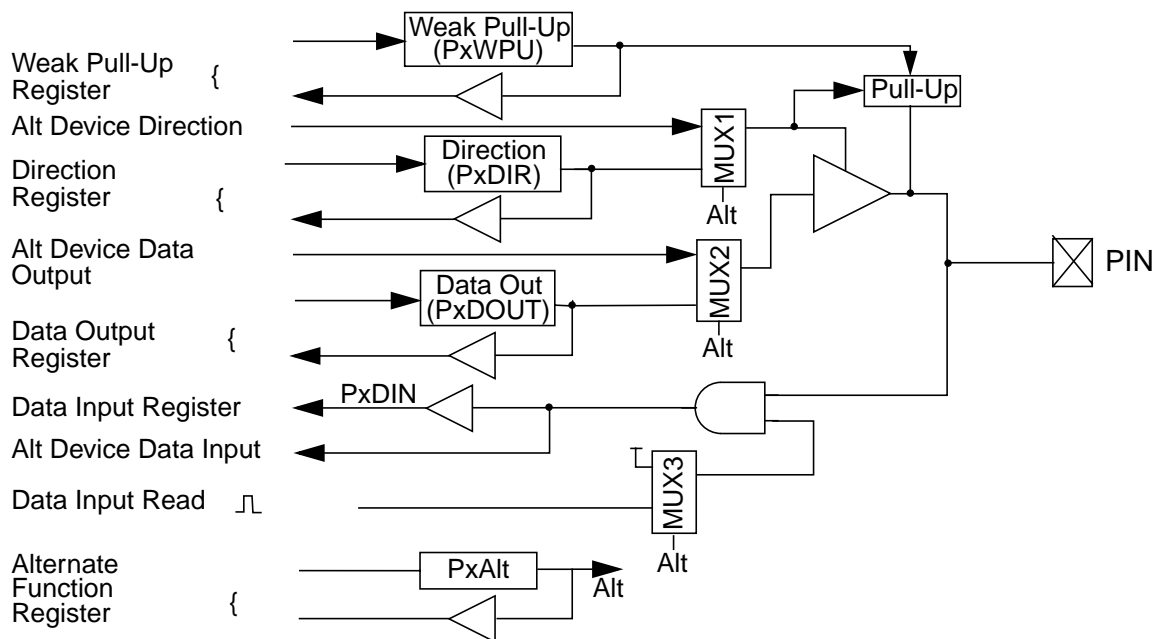 Weak Pull-Up
(PxWPU)
Weak Pull-Up {
Register
Pull-Up
Alt Device Direction
MUX1
Direction
(PxDIR)
Direction
Register {
Alt
Alt Device Data
Output
MUX2
PIN
Data Out
(PxDOUT)
Data Output {
Register
Alt
PxDIN
Data Input Register
Alt Device Data Input
MUX3
Data Input Read
Alt
Alternate
Function
Register {
PxAlt
Alt